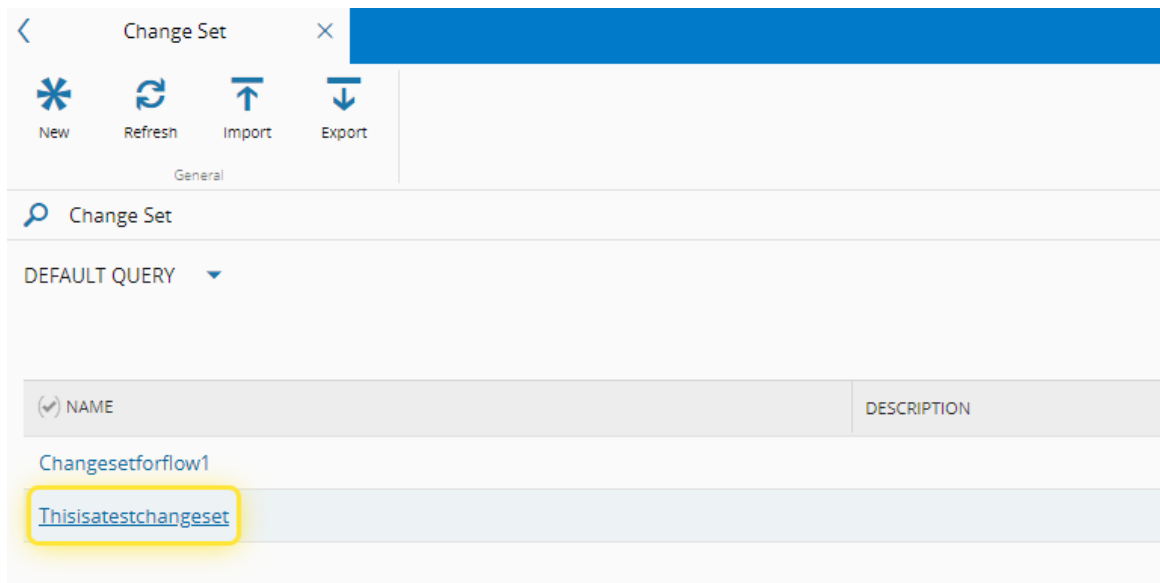 Change Set
New Refresh Import Export
General
Change Set
DEFAULT QUERY
NAME DESCRIPTION
Changesetforflow1
Thisisatestchangeset